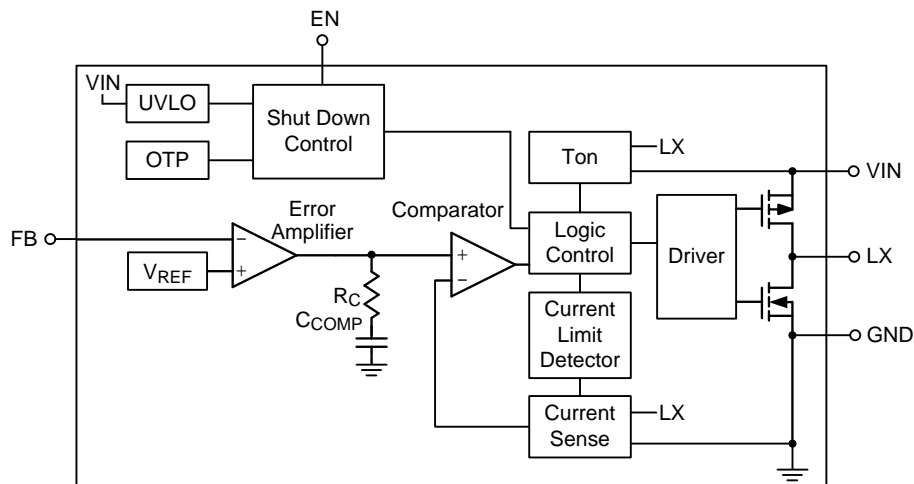 EN
VIN
UVLO
Shut Down
Control
OTP
Ton
LX
VIN
Error
Amplifier
Comparator
FB
−
+
VREF
+
−
Logic
Control
Driver
LX
RC
CCOMP
Current
Limit
Detector
GND
Current
Sense
LX